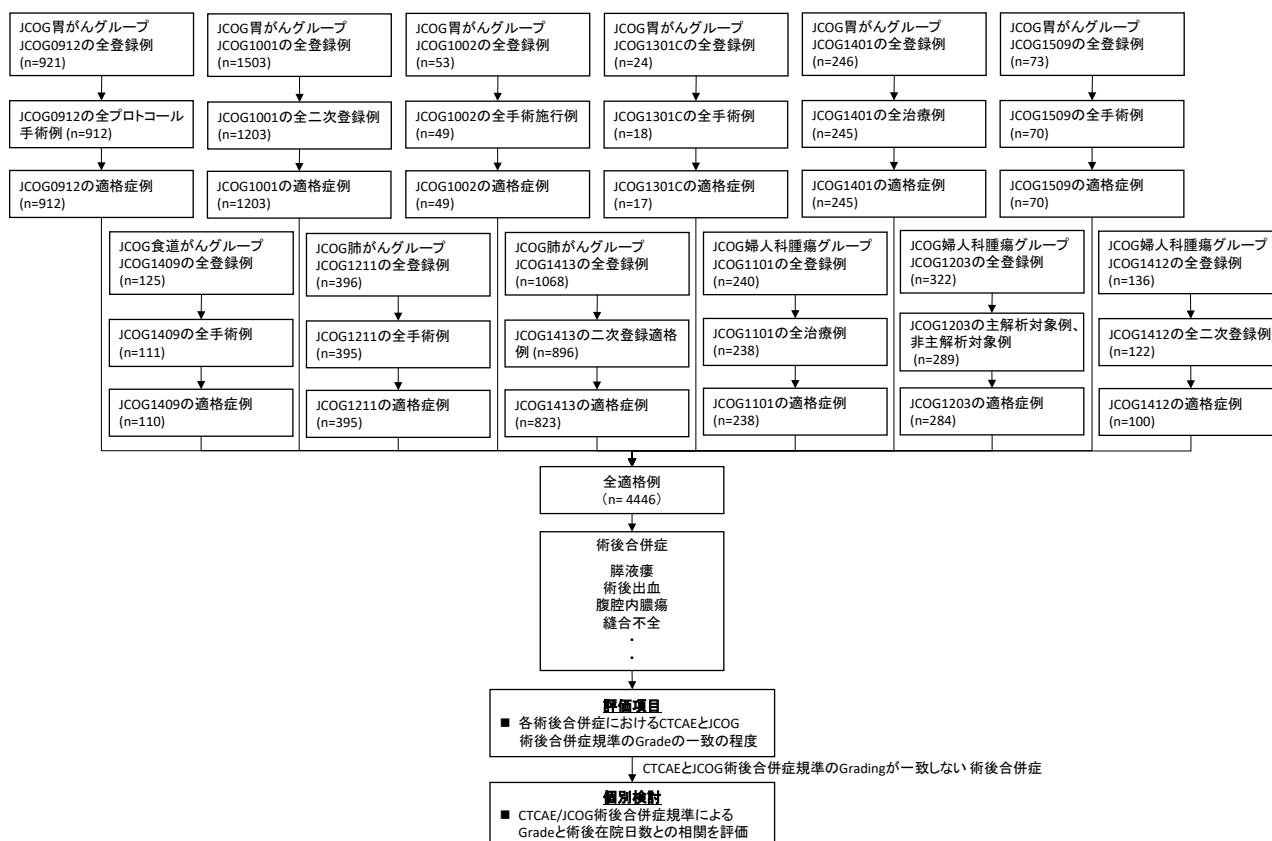 JCOG胃がんグループ
JCOG0912の全登録例
(n=921)
JCOG胃がんグループ
JCOG1001の全登録例
(n=1503)
JCOG胃がんグループ
JCOG1002の全登録例
(n=53)
JCOG胃がんグループ
JCOG1301Cの全登録例
(n=24)
JCOG胃がんグループ
JCOG1401の全登録例
(n=246)
JCOG胃がんグループ
JCOG1509の全登録例
(n=73)
JCOG0912の全プロトコール
手術例 (n=912)
JCOG1001の全二次登録例
(n=1203)
JCOG1002の全手術施行例
(n=49)
JCOG1301Cの全手術例
(n=18)
JCOG1401の全治療例
(n=245)
JCOG1509の全手術例
(n=70)
JCOG0912の適格症例
(n=912)
JCOG1001の適格症例
(n=1203)
JCOG1002の適格症例
(n=49)
JCOG1301Cの適格症例
(n=17)
JCOG1401の適格症例
(n=245)
JCOG1509の適格症例
(n=70)
JCOG食道がんグループ
JCOG1409の全登録例
(n=125)
JCOG肺がんグループ
JCOG1211の全登録例
(n=396)
JCOG肺がんグループ
JCOG1413の全登録例
(n=1068)
JCOG婦人科腫瘍グループ
JCOG1101の全登録例
(n=240)
JCOG婦人科腫瘍グループ
JCOG1203の全登録例
(n=322)
JCOG婦人科腫瘍グループ
JCOG1412の全登録例
(n=136)
JCOG1409の全手術例
(n=111)
JCOG1211の全手術例
(n=395)
JCOG1413の二次登録適格
例 (n=896)
JCOG1101の全治療例
(n=238)
JCOG1203の主解析対象例、
非主解析対象例
(n=289)
JCOG1412の全二次登録例
(n=122)
JCOG1409の適格症例
(n=110)
JCOG1211の適格症例
(n=395)
JCOG1413の適格症例
(n=823)
JCOG1101の適格症例
(n=238)
JCOG1203の適格症例
(n=284)
JCOG1412の適格症例
(n=100)
全適格例
(n= 4446)
術後合併症
膵液瘻
術後出血
腹腔内膿瘍
縫合不全
・
・
評価項目
■ 各術後合併症におけるCTCAEとJCOG
術後合併症規準のGradeの一致の程度
CTCAEとJCOG術後合併症規準のGradingが一致しない 術後合併症
個別検討
■ CTCAE/JCOG術後合併症規準による
Gradeと術後在院日数との相関を評価